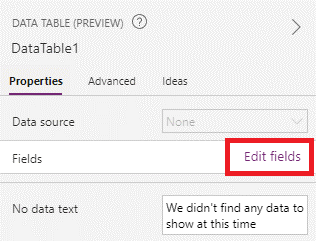 DATA TABLE (PREVIEW) ?
DataTable1
Properties Advanced Ideas
Data source None
Fields Edit fields
No data text We didn't find any data to
show at this time